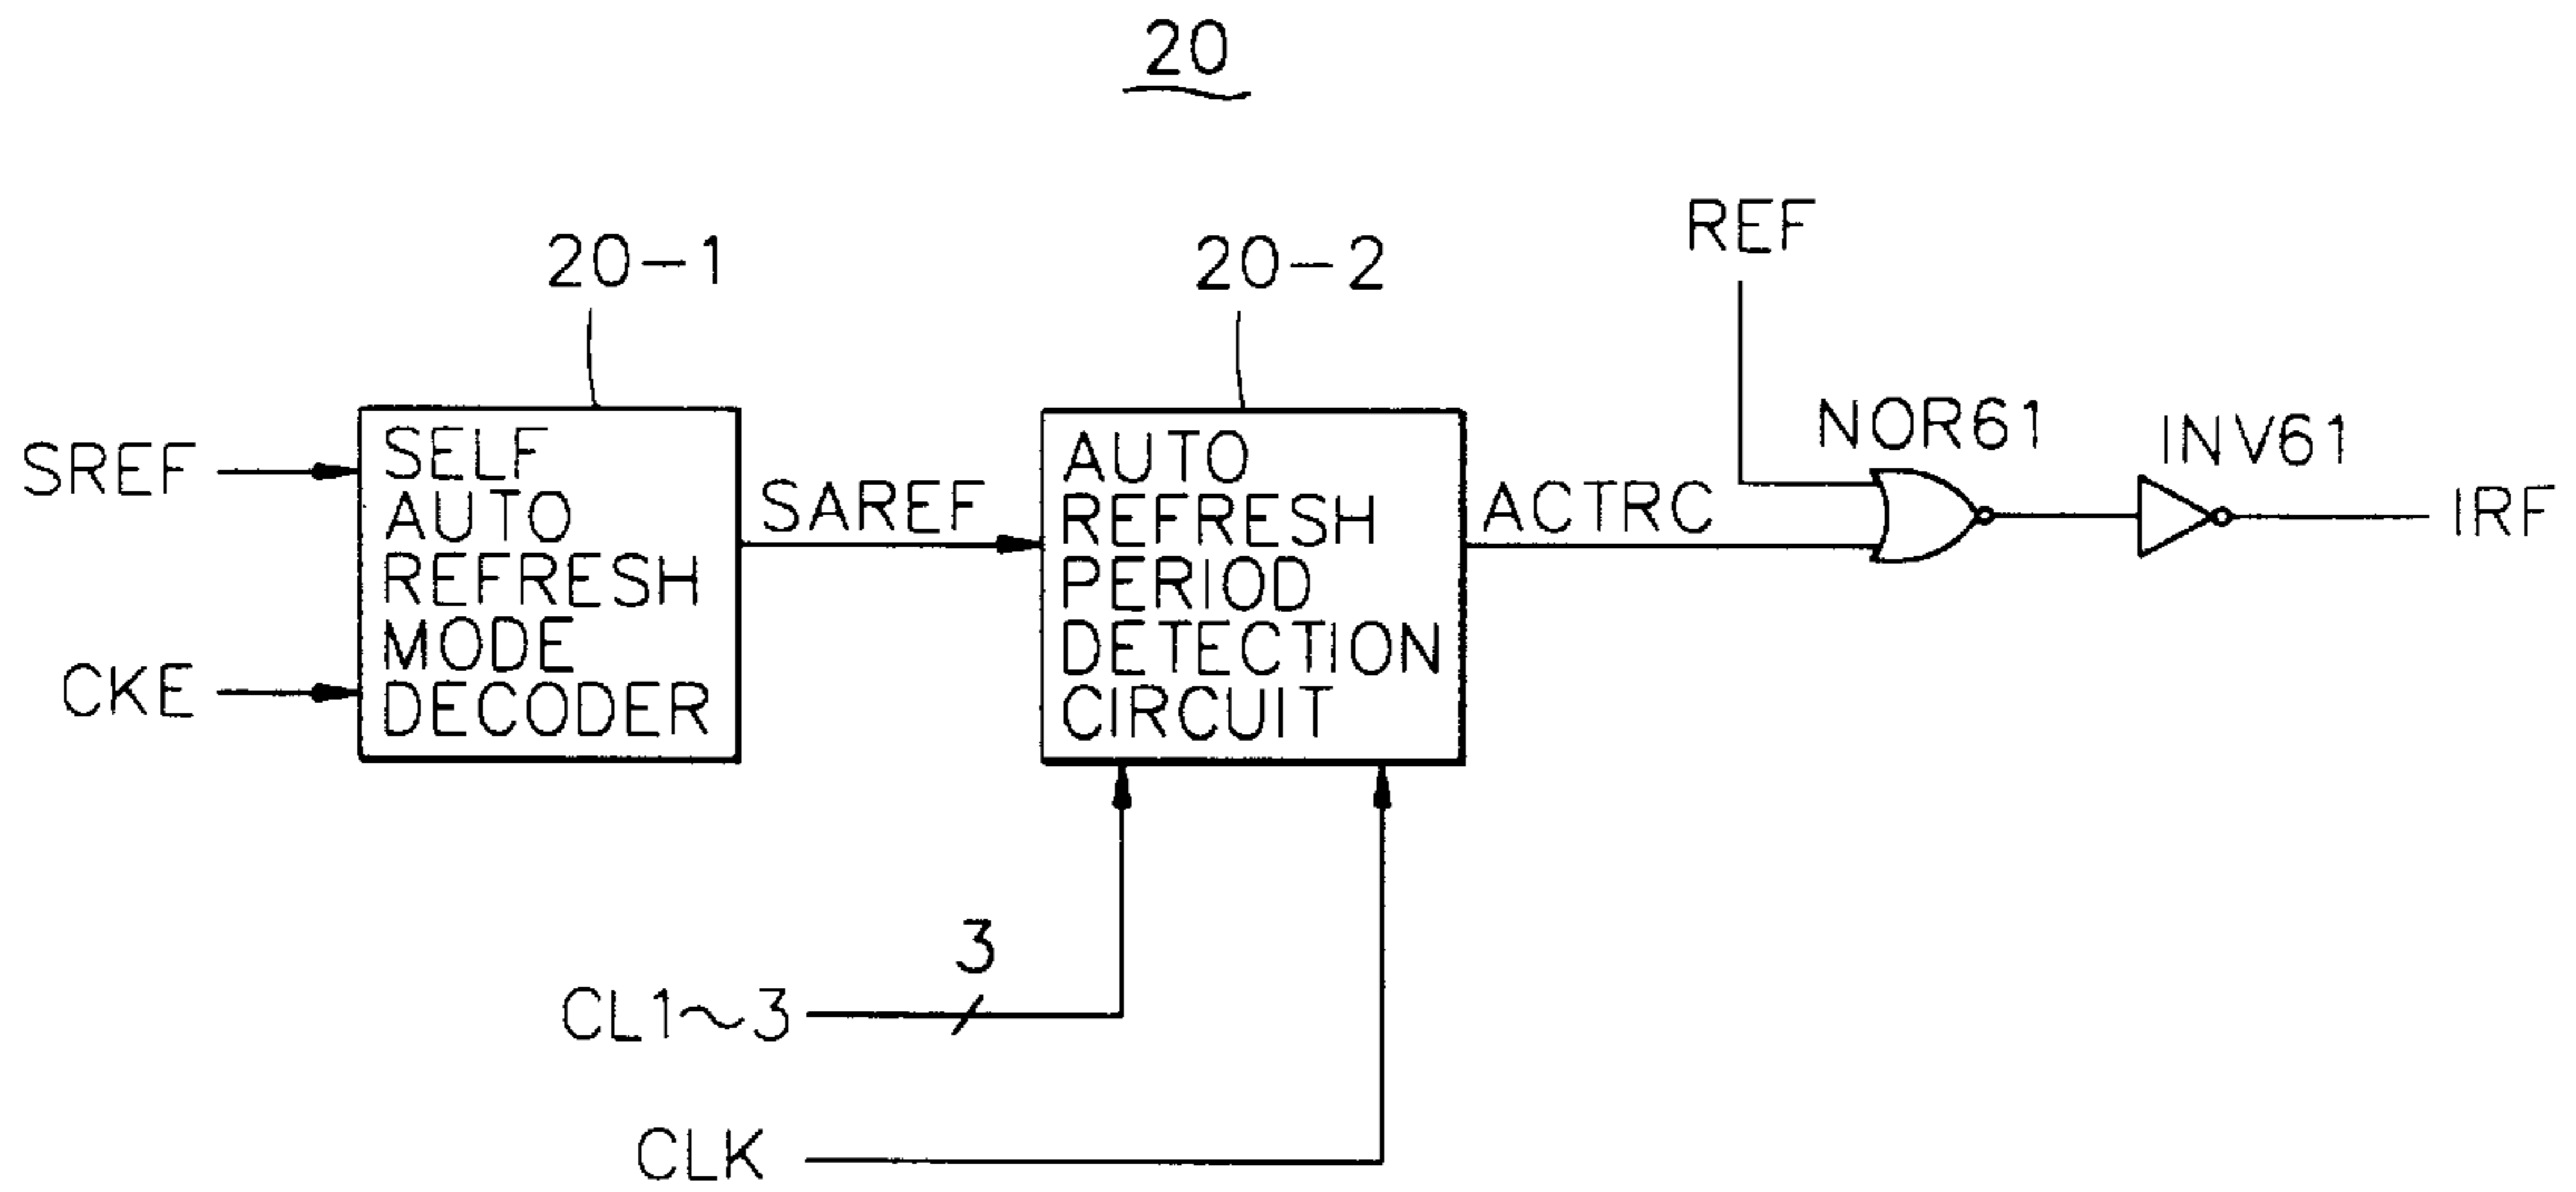 20
20-1
20-2
REF
NOR61
INV61
SREF
CKE
SELF
AUTO
REFRESH
MODE
DECODER
SAREF
AUTO
REFRESH
PERIOD
DETECTION
CIRCUIT
ACTRC
IRF
3
CL1~3
CLK